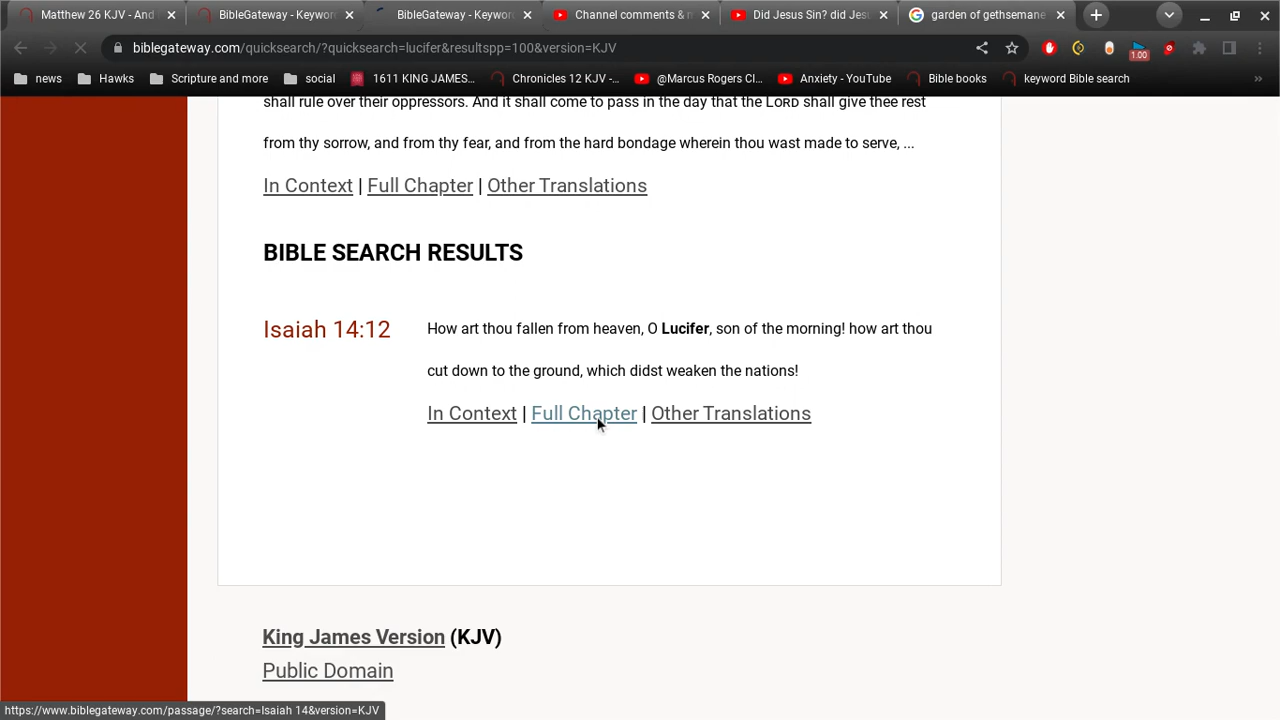 Matthew 26 KJV - And
BibleGateway - Keyword
BibleGateway - Keyword
Channel comments & m
Did Jesus Sin? did Jesu
garden of gethsemane
biblegateway.com/quicksearch/?quicksearch=lucifer&resultspp=100&version=KJV
1.00
news
Hawks
Scripture and more
social
1611 KING JAMES...
Chronicles 12 KJV -...
@Marcus Rogers Cl...
Anxiety - YouTube
Bible books
keyword Bible search
»
shall rule over their oppressors. And it shall come to pass in the day that the LORD shall give thee rest
from thy sorrow, and from thy fear, and from the hard bondage wherein thou wast made to serve, ...
In Context | Full Chapter | Other Translations
BIBLE SEARCH RESULTS
Isaiah 14:12
How art thou fallen from heaven, O Lucifer, son of the morning! how art thou
cut down to the ground, which didst weaken the nations!
In Context | Full Chapter | Other Translations
King James Version (KJV)
Public Domain
https://www.biblegateway.com/passage/?search=Isaiah 14&version=KJV